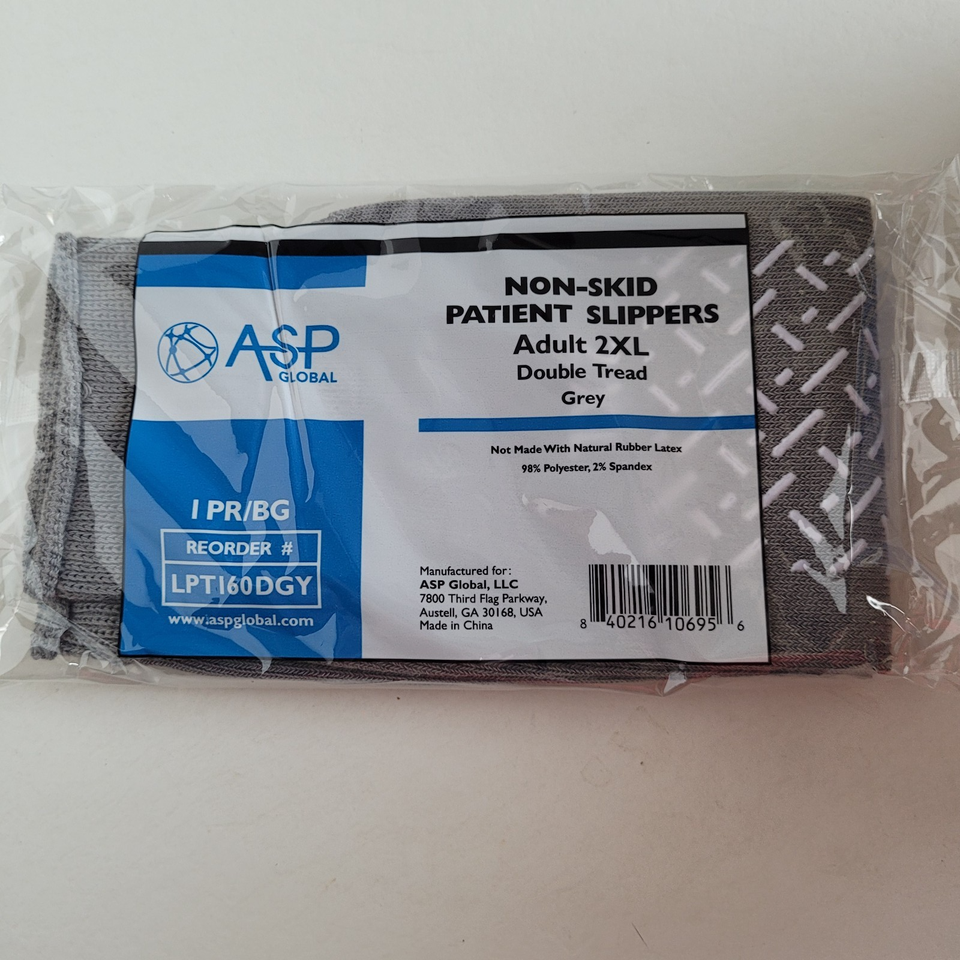 ASP
GLOBAL
1 PR/BG
REORDER #
LPT160DGY
www.aspglobal.com
NON-SKID
PATIENT SLIPPERS
Adult 2XL
Double Tread
Grey
Not Made With Natural Rubber Latex
98% Polyester, 2% Spandex
Manufactured for:
ASP Global, LLC
7800 Third Flag Parkway,
Austell, GA 30168, USA
Made in China
8 40216 10695 6